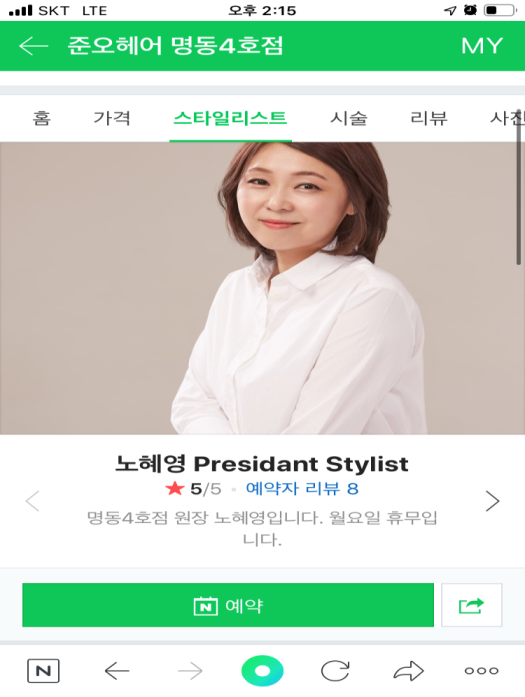 SKT LTE 오후 2:15
준오헤어 명동4호점 MY
홈 가격 스타일리스트 시술 리뷰 사진
노혜영 Presidant Stylist
★ 5/5 • 예약자 리뷰 8
명동4호점 원장 노혜영입니다. 월요일 휴무입
니다.
N 예약
N